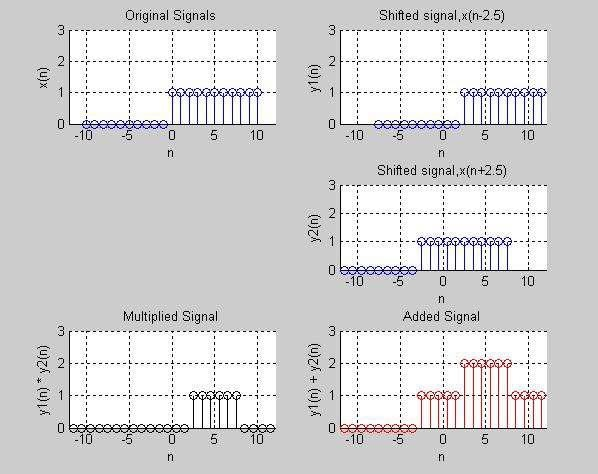 Original Signals
3
2
1
0
x(n)
-10 -5 0 5 10
n
Shifted signal,x(n-2.5)
3
2
1
0
y1(n)
-10 -5 0 5 10
n
Shifted signal,x(n+2.5)
3
2
1
0
y2(n)
-10 -5 0 5 10
n
Multiplied Signal
3
2
1
0
y1(n) * y2(n)
-10 -5 0 5 10
n
Added Signal
3
2
1
0
y1(n) + y2(n)
-10 -5 0 5 10
n